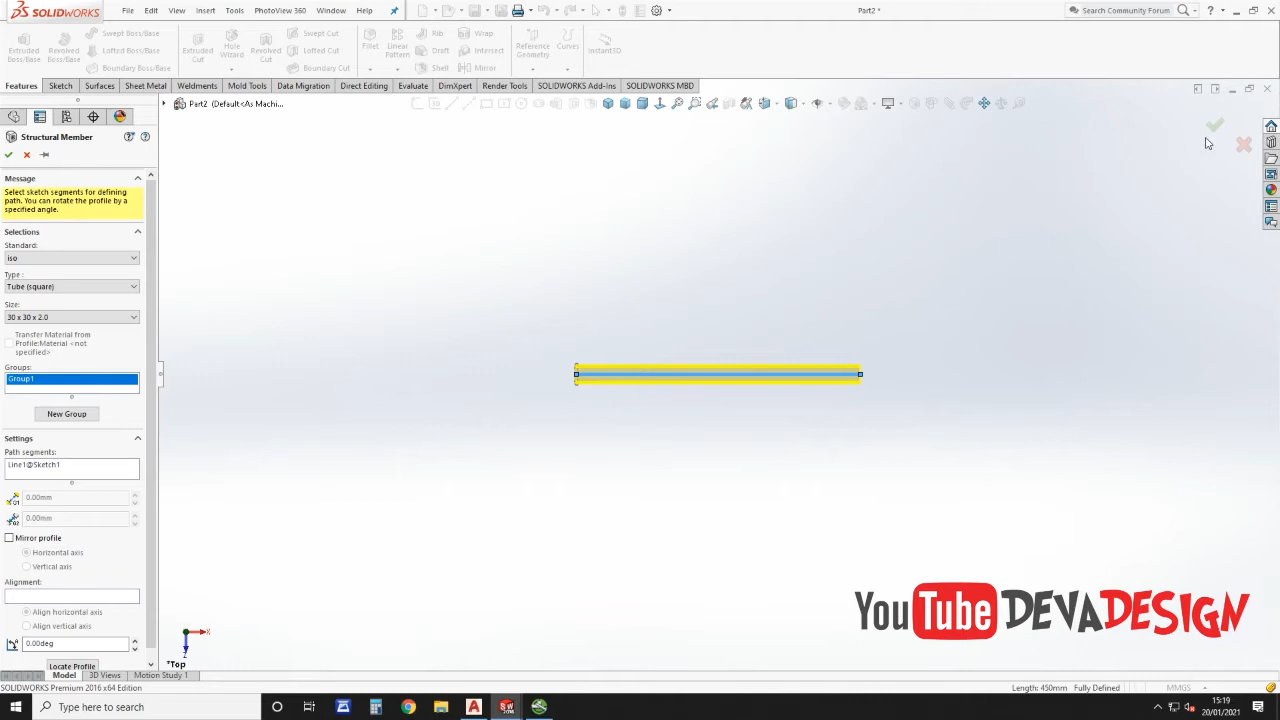 SOLIDWORKS File Edit View Insert Tools PhotoView 360 Window Help Part2 * Search Community Forum
Extruded Boss/Base
Revolved Boss/Base
Swept Boss/Base
Lofted Boss/Base
Boundary Boss/Base
Extruded Cut
Hole Wizard
Revolved Cut
Swept Cut
Lofted Cut
Boundary Cut
Fillet
Linear Pattern
Rib
Draft
Shell
Wrap
Intersect
Mirror
Reference Geometry
Curves
Instant3D
Features Sketch Surfaces Sheet Metal Weldments Mold Tools Data Migration Direct Editing Evaluate DimXpert Render Tools SOLIDWORKS Add-Ins SOLIDWORKS MBD
Part2 (Default<As Machi...
Structural Member
Message
Select sketch segments for defining
path. You can rotate the profile by a
specified angle.
Selections
Standard:
iso
Type :
Tube (square)
Size:
30 x 30 x 2.0
Transfer Material from
Profile:Material <not
specified>
Groups:
Group1
New Group
Settings
Path segments:
Line1@Sketch1
G1 0.00mm
G2 0.00mm
Mirror profile
Horizontal axis
Vertical axis
Alignment:
Align horizontal axis
Align vertical axis
0.00deg
Locate Profile
X
Z
*Top
YouTube DEVADESIGN
Model 3D Views Motion Study 1
SOLIDWORKS Premium 2016 x64 Edition Length: 450mm Fully Defined MMGS
Type here to search
15:19
20/01/2021